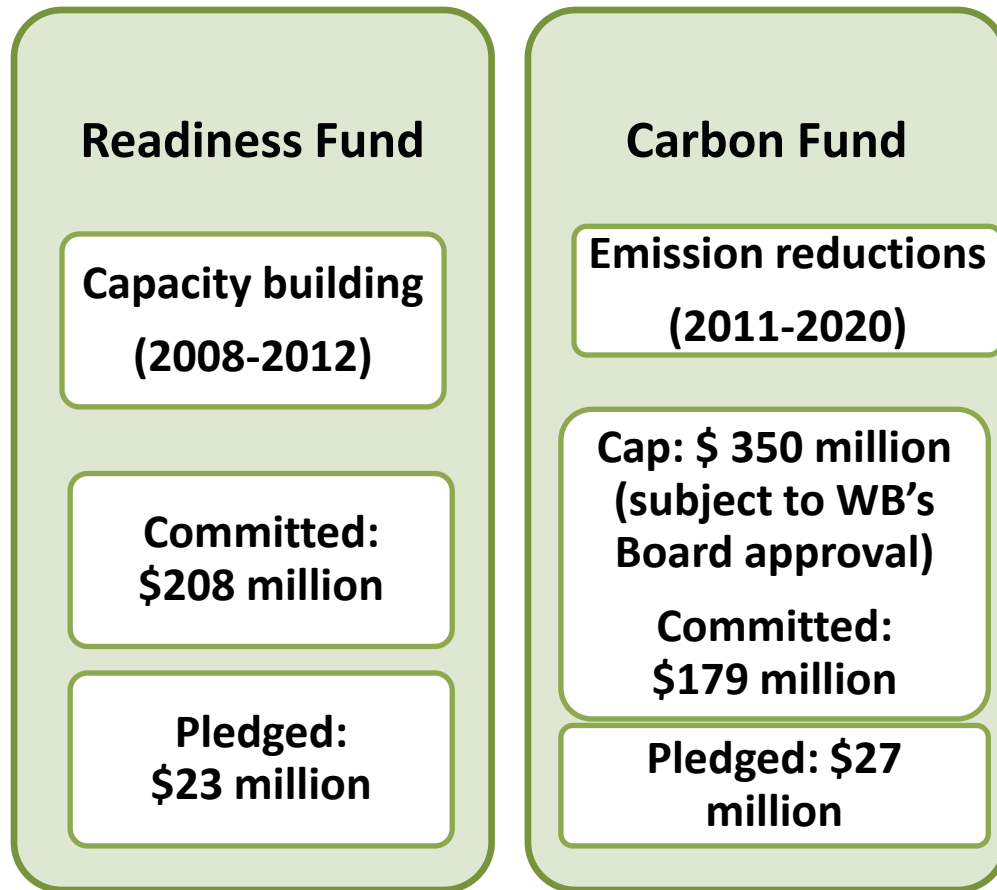 Readiness Fund
Capacity building
(2008-2012)
Committed:
$208 million
Pledged:
$23 million
Carbon Fund
Emission reductions
(2011-2020)
Cap: $ 350 million
(subject to WB’s
Board approval)
Committed:
$179 million
Pledged: $27
million